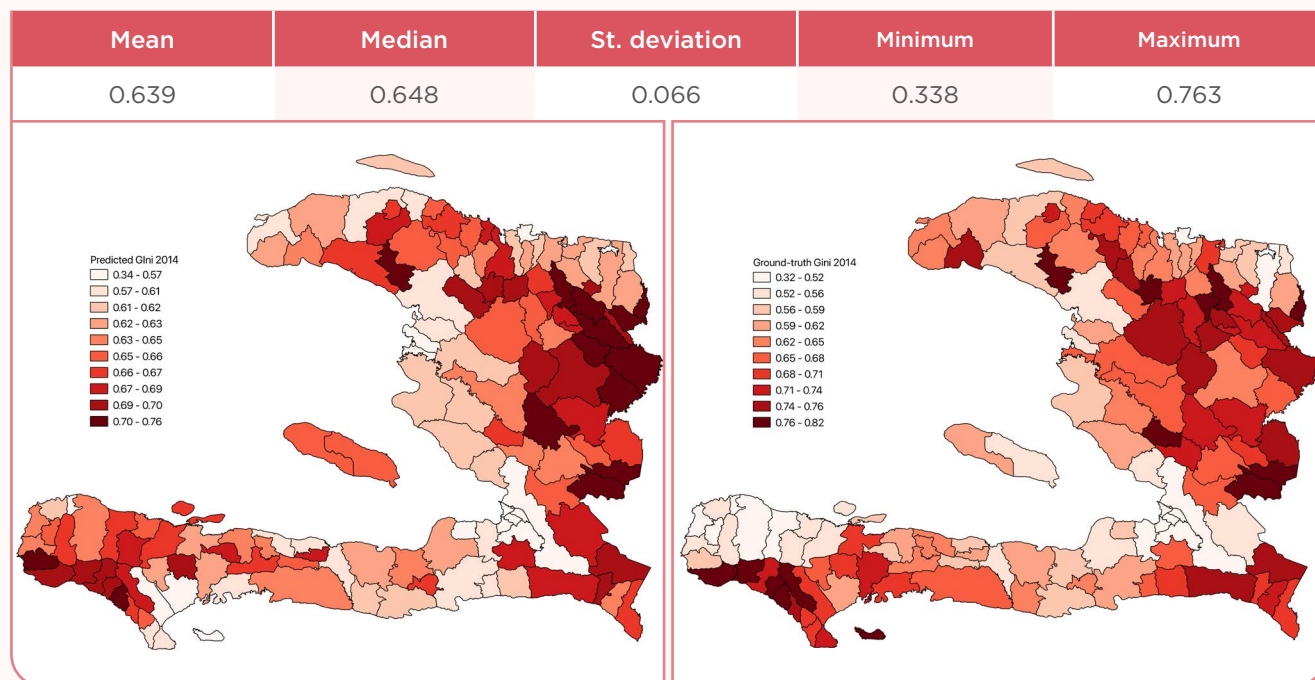 Mean Median St. deviation Minimum Maximum
0.639 0.648 0.066 0.338 0.763
Predicted GIni 2014
0.34 - 0.57
0.57 - 0.61
0.61 - 0.62
0.62 - 0.63
0.63 - 0.65
0.65 - 0.66
0.66 - 0.67
0.67 - 0.69
0.69 - 0.70
0.70 - 0.76
Ground-truth Gini 2014
0.32 - 0.52
0.52 - 0.56
0.56 - 0.59
0.59 - 0.62
0.62 - 0.65
0.65 - 0.68
0.68 - 0.71
0.71 - 0.74
0.74 - 0.76
0.76 - 0.82